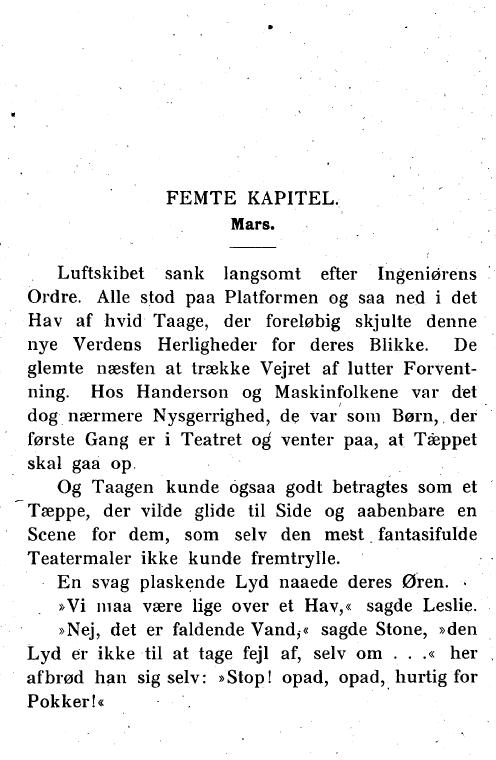 FEMTE KAPITEL.
Mars.
Luftskibet sank langsomt efter Ingeniørens
Ordre. Alle stod paa Platformen og saa ned i det
Hav af hvid Taage, der foreløbig skjulte denne
nye Verdens Herligheder for deres Blikke. De
glemte næsten at trække Vejret af lutter Forvent-
ning. Hos Handerson og Maskinfolkene var det
dog nærmere Nysgerrighed, de var som Børn, der
første Gang er i Teatret og venter paa, at Tæppet
skal gaa op.
Og Taagen kunde ogsaa godt betragtes som et
Tæppe, der vilde glide til Side og aabenbare en
Scene for dem, som selv den mest fantasifulde
Teatermaler ikke kunde fremtrylle.
En svag plaskende Lyd naaede deres Øren.
»Vi maa være lige over et Hav,« sagde Leslie.
»Nej, det er faldende Vand,« sagde Stone, »den
Lyd er ikke til at tage fejl af, selv om . . .« her
afbrød han sig selv: »Stop! opad, opad, hurtig for
Pokker!«